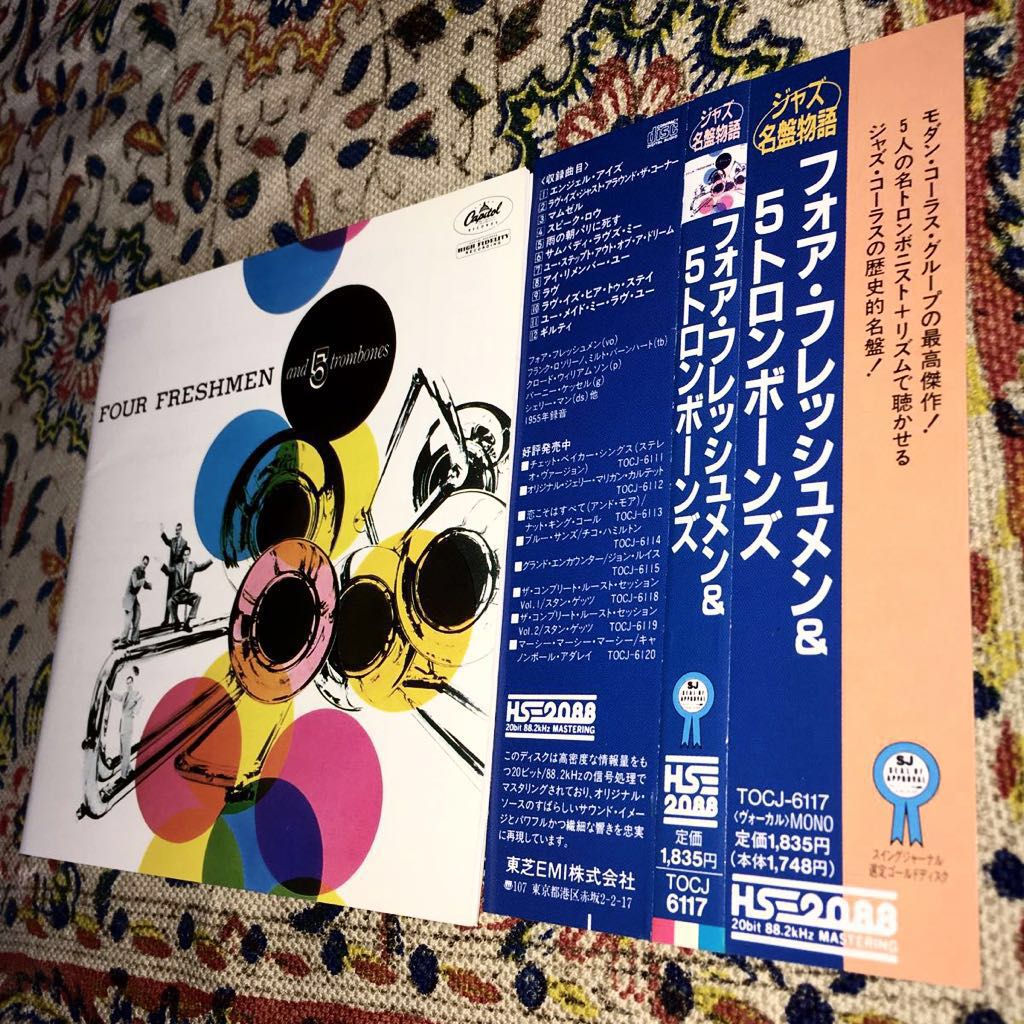 Capitol
RECORDS
HIGH FIDELITY
RECORDING
FOUR FRESHMEN
and 5 trombones
disc
〈収録曲目〉
1 エンジェル・アイズ
2 ラヴ・イズ・ジャスト・アラウンド・ザ・コーナー
3 マムゼル
4 スピーク・ロウ
5 雨の朝パリに死す
6 サムバディ・ラヴズ・ミー
7 ユー・ステップト・アウト・オブ・ア・ドリーム
8 アイ・リメンバー・ユー
9 ラヴ
10 ラヴ・イズ・ヒア・トゥ・ステイ
11 ユー・メイド・ミー・ラヴ・ユー
12 ギルティ
フォア・フレッシュメン(vo)
フランク・ロソリーノ、ミルト・バーンハート(tb)
クロード・ウィリアムソン(p)
バーニー・ケッセル(g)
シェリー・マン(ds)他
1955年録音
好評発売中
■チェット・ベイカー・シングス(ステレ
オ・ヴァージョン) TOCJ-6111
■オリジナル・ジェリー・マリガン・カルテット
TOCJ-6112
■恋こそはすべて(アンド・モア)/
ナット・キング・コール TOCJ-6113
■ブルー・サンズ/チコ・ハミルトン
TOCJ-6114
■グランド・エンカウンター/ジョン・ルイス
TOCJ-6115
■ザ・コンプリート・ルースト・セッション
Vol.1/スタン・ゲッツ TOCJ-6118
■ザ・コンプリート・ルースト・セッション
Vol.2/スタン・ゲッツ TOCJ-6119
■マーシー・マーシー・マーシー/キャ
ノンボール・アダレイ TOCJ-6120
HS2088
20bit 88.2kHz MASTERING
このディスクは高密度な情報量をも
つ20ビット/88.2kHzの信号処理で
マスタリングされており、オリジナル・
ソースのすばらしいサウンド・イメー
ジとパワフルかつ繊細な響きを忠実
に再現しています。
東芝EMI株式会社
〒107 東京都港区赤坂2-2-17
ジャズ
名盤物語
フォア・フレッシュメン&
5トロンボーンズ
SJ
SEAL OF
APPROVAL
HS
2088
定価
1,835円
TOCJ
6117
ジャズ
名盤物語
フォア・フレッシュメン&
5トロンボーンズ
TOCJ-6117
〈ヴォーカル〉MONO
定価1,835円
(本体1,748円)
HS2088
20bit 88.2kHz MASTERING
モダン・コーラス・グループの最高傑作!
5人の名トロンボニスト+リズムで聴かせる
ジャズ・コーラスの歴史的名盤!
SJ
SEAL OF
APPROVAL
スイングジャーナル
選定ゴールドディスク